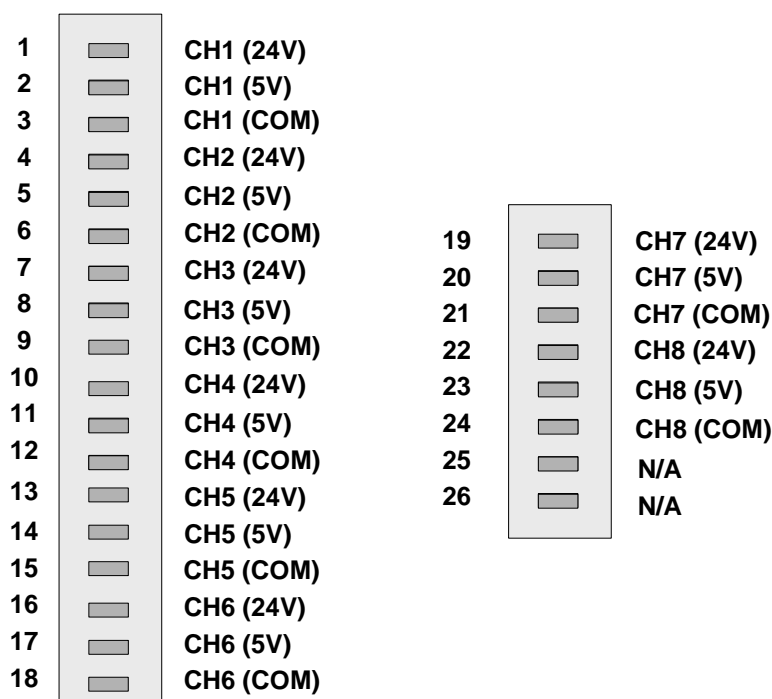 1 CH1 (24V)
2 CH1 (5V)
3 CH1 (COM)
4 CH2 (24V)
5 CH2 (5V)
6 CH2 (COM)
7 CH3 (24V)
8 CH3 (5V)
9 CH3 (COM)
10 CH4 (24V)
11 CH4 (5V)
12 CH4 (COM)
13 CH5 (24V)
14 CH5 (5V)
15 CH5 (COM)
16 CH6 (24V)
17 CH6 (5V)
18 CH6 (COM)
19 CH7 (24V)
20 CH7 (5V)
21 CH7 (COM)
22 CH8 (24V)
23 CH8 (5V)
24 CH8 (COM)
25 N/A
26 N/A